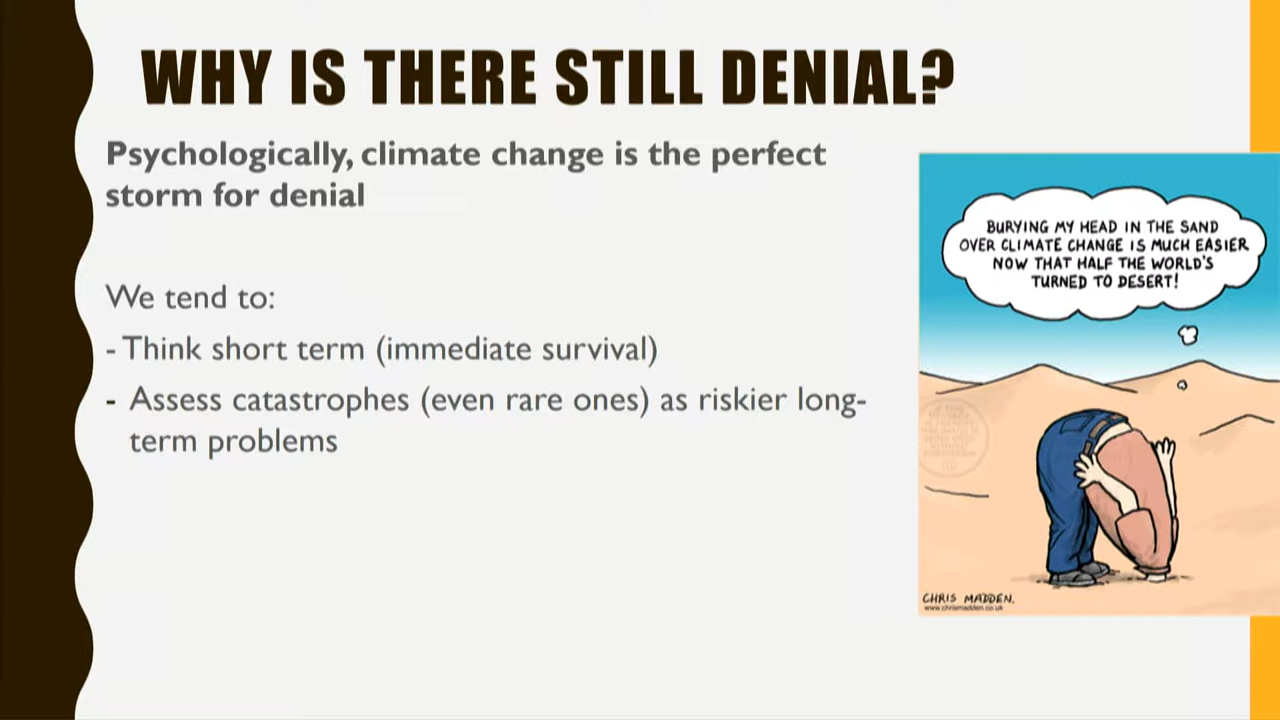 WHY IS THERE STILL DENIAL?
Psychologically, climate change is the perfect
storm for denial
We tend to:
- Think short term (immediate survival)
- Assess catastrophes (even rare ones) as riskier long-
term problems
BURYING MY HEAD IN THE SAND
OVER CLIMATE CHANGE IS MUCH EASIER
NOW THAT HALF THE WORLD'S
TURNED TO DESERT!
CHRIS MADDEN.
www.chrismadden.co.uk